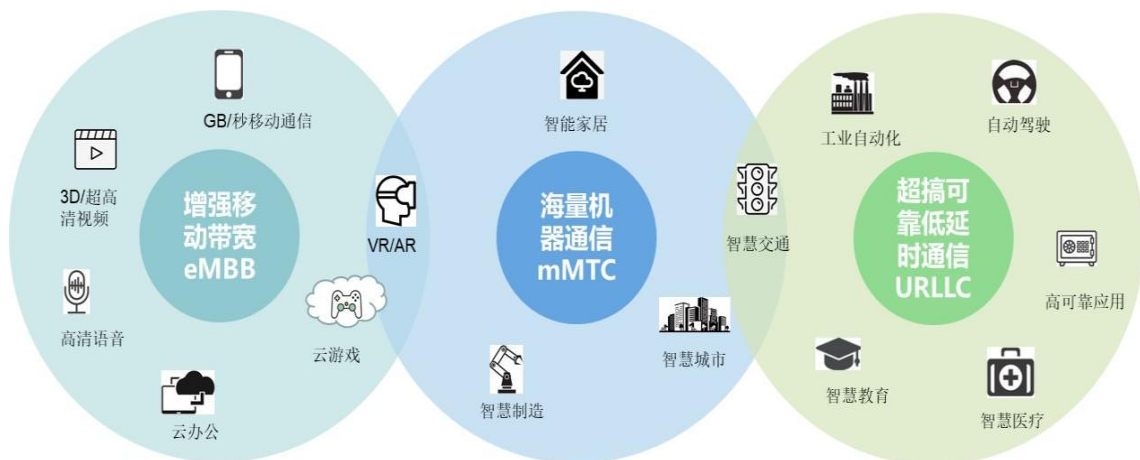 GB/秒移动通信
3D/超高
清视频
增强移
动带宽
eMBB
高清语音
云办公
云游戏
VR/AR
智能家居
海量机
器通信
mMTC
智慧制造
智慧城市
智慧交通
工业自动化
自动驾驶
超搞可
靠低延
时通信
URLLC
高可靠应用
智慧教育
智慧医疗